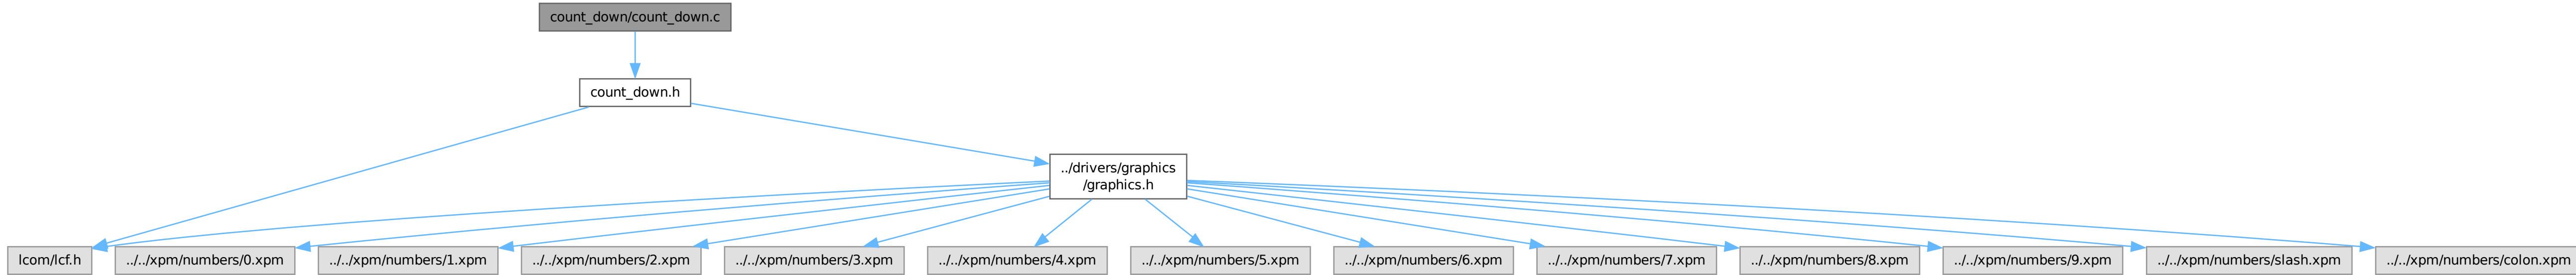 count_down/count_down.c
count_down.h
../drivers/graphics
/graphics.h
lcom/lcf.h
../../xpm/numbers/0.xpm
../../xpm/numbers/1.xpm
../../xpm/numbers/2.xpm
../../xpm/numbers/3.xpm
../../xpm/numbers/4.xpm
../../xpm/numbers/5.xpm
../../xpm/numbers/6.xpm
../../xpm/numbers/7.xpm
../../xpm/numbers/8.xpm
../../xpm/numbers/9.xpm
../../xpm/numbers/slash.xpm
../../xpm/numbers/colon.xpm